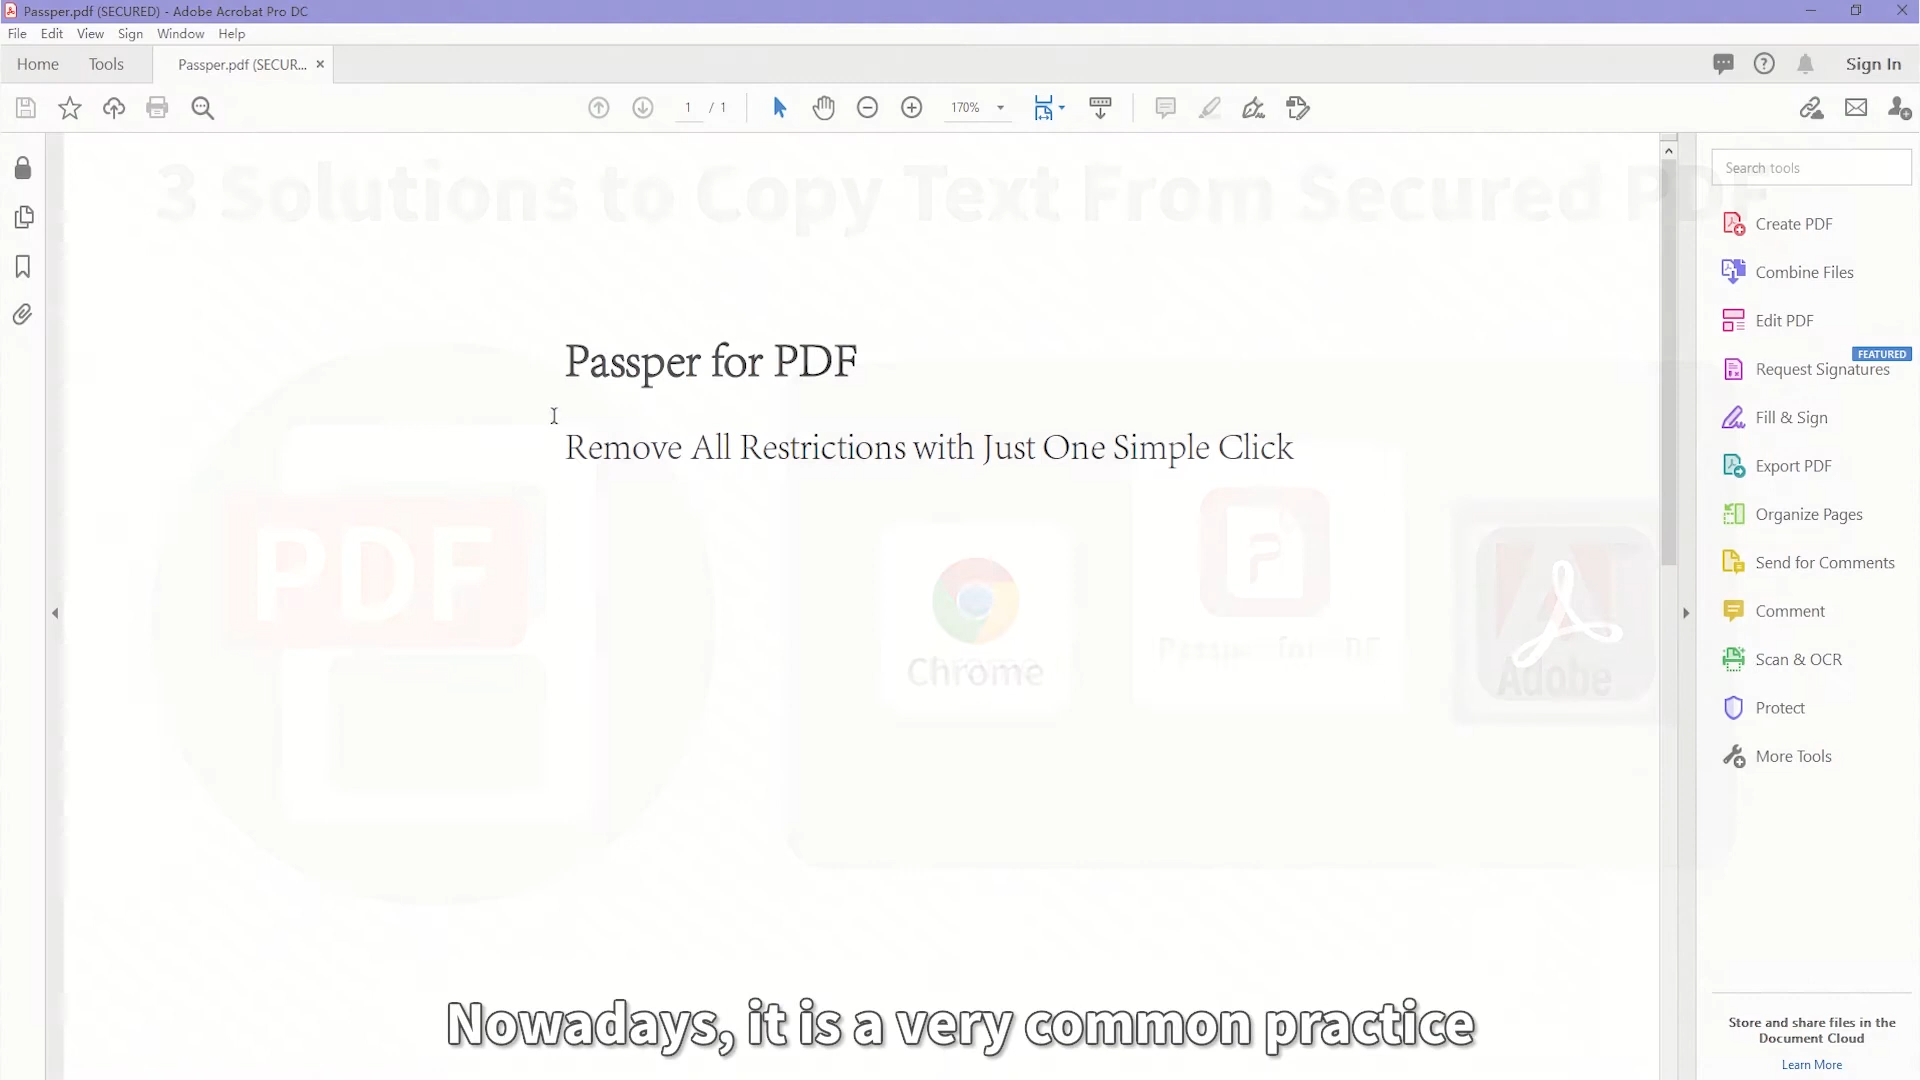 Passper.pdf (SECURED) - Adobe Acrobat Pro DC
File Edit View Sign Window Help
Home Tools Passper.pdf (SECUR... Sign In
1 / 1 170%
3 Solutions to Copy Text From Secured PDF
Search tools
Create PDF
Combine Files
Edit PDF
FEATURED
Request Signatures
Fill & Sign
Export PDF
Organize Pages
Send for Comments
Comment
Scan & OCR
Protect
More Tools
Passper for PDF
Remove All Restrictions with Just One Simple Click
PDF
Chrome
Passper for PDF
Adobe
Store and share files in the
Document Cloud
Learn More
Nowadays, it is a very common practice